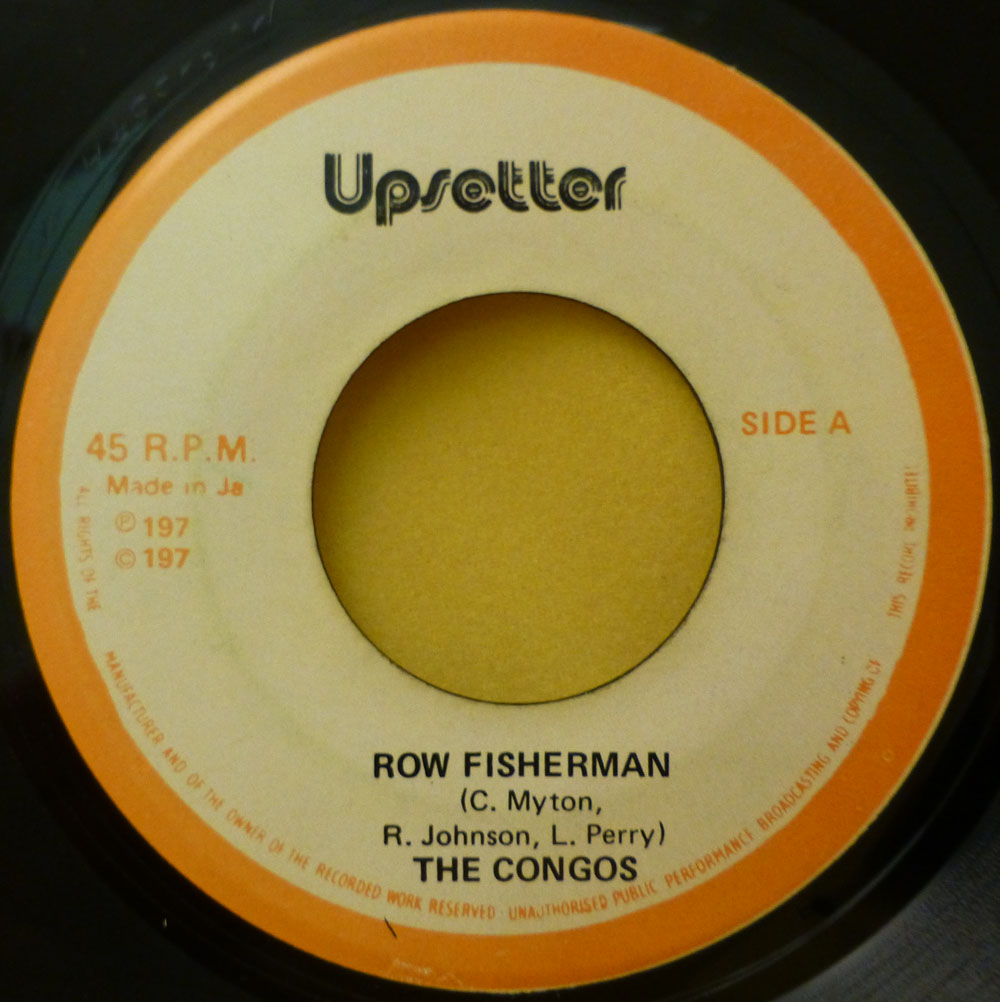 Upsetter
SIDE A
45 R.P.M.
Made in Ja
℗ 197
© 197
ROW FISHERMAN
(C. Myton,
R. Johnson, L. Perry)
THE CONGOS
ALL RIGHTS OF THE MANUFACTURER AND OF THE OWNER OF THE RECORDED WORK RESERVED · UNAUTHORISED PUBLIC PERFORMANCE BROADCASTING AND COPYING OF THIS RECORD